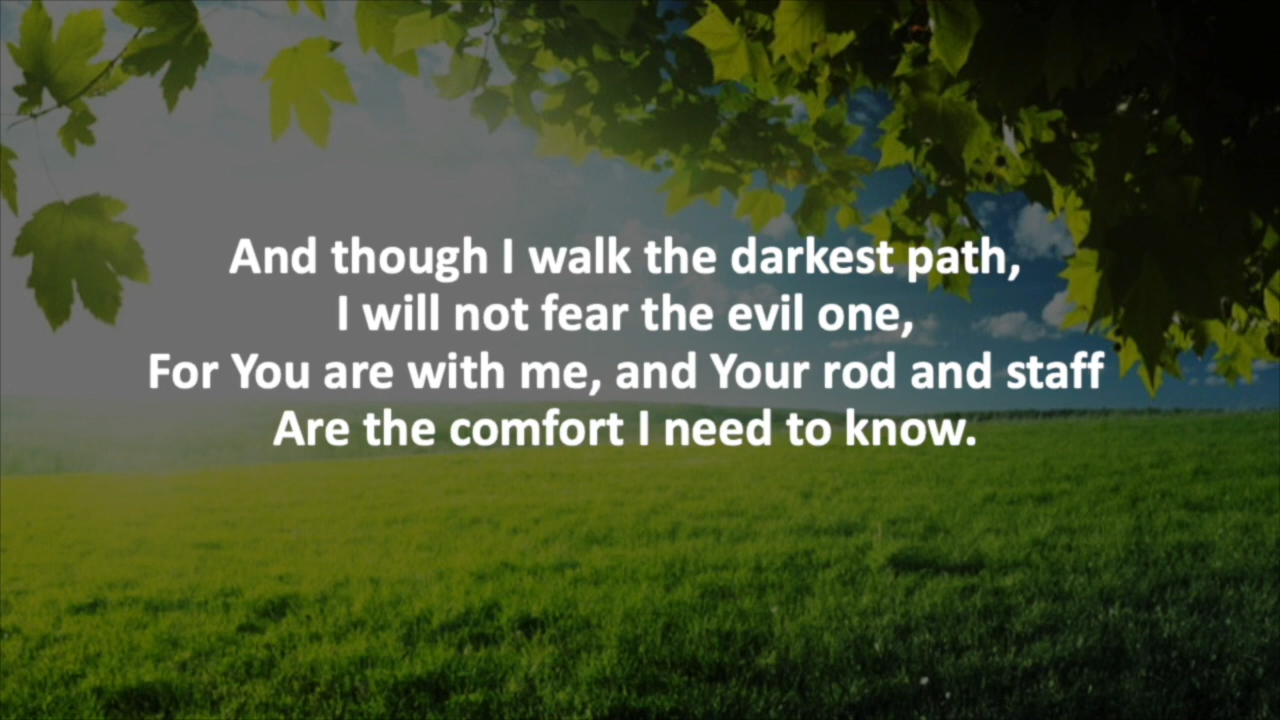 And though I walk the darkest path,
I will not fear the evil one,
For You are with me, and Your rod and staff
Are the comfort I need to know.